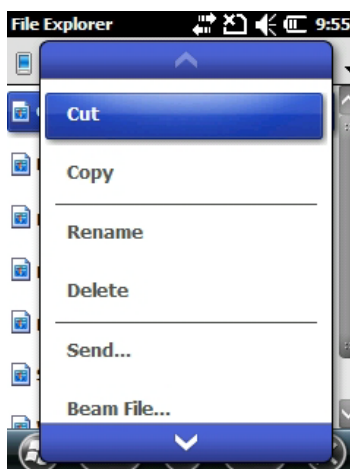 File Explorer 9:55
Cut
Copy
Rename
Delete
Send...
Beam File...